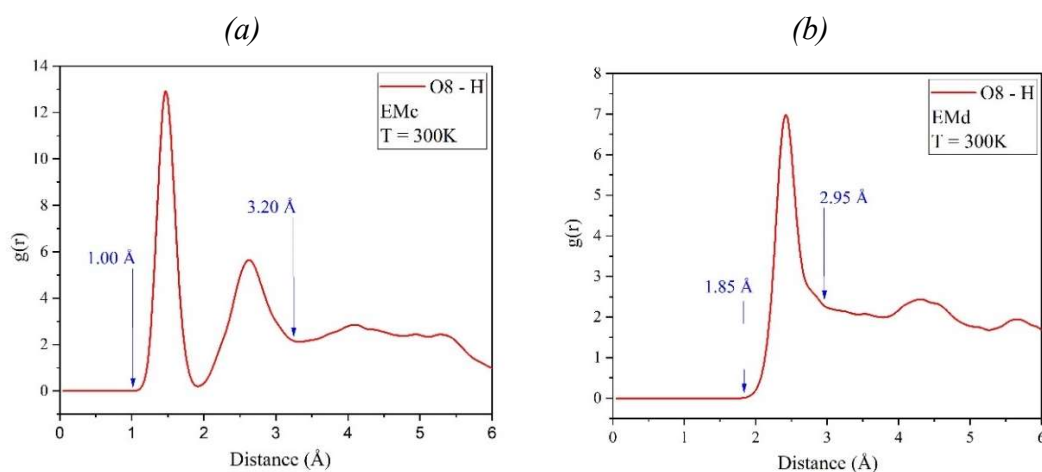 (a)
14
12
10
8
6
4
2
0
g(r)
O8 - H
EMc
T = 300K
3.20 Å
1.00 Å
0 1 2 3 4 5 6
Distance (Å)
(b)
8
7
6
5
4
3
2
1
0
g(r)
O8 - H
EMd
T = 300K
2.95 Å
1.85 Å
0 1 2 3 4 5 6
Distance (Å)